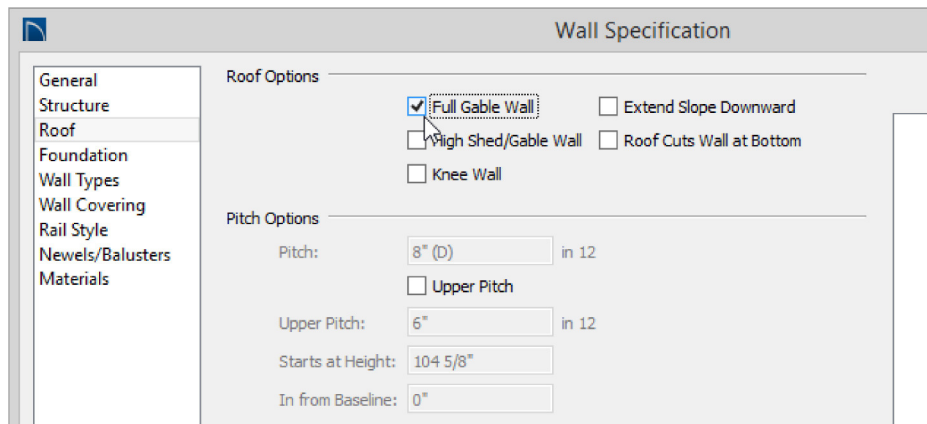 Wall Specification
General
Structure
Roof
Foundation
Wall Types
Wall Covering
Rail Style
Newels/Balusters
Materials
Roof Options
Full Gable Wall Extend Slope Downward
High Shed/Gable Wall Roof Cuts Wall at Bottom
Knee Wall
Pitch Options
Pitch: 8" (D) in 12
Upper Pitch
Upper Pitch: 6" in 12
Starts at Height: 104 5/8"
In from Baseline: 0"